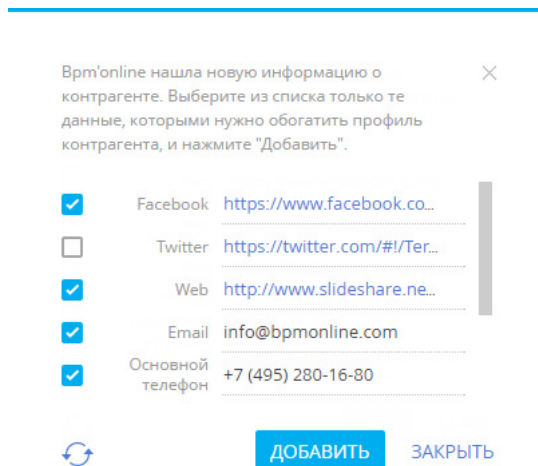 Bpm'online нашла новую информацию о
контрагенте. Выберите из списка только те
данные, которыми нужно обогатить профиль
контрагента, и нажмите "Добавить".
Facebook https://www.facebook.co...
Twitter https://twitter.com/#!/Ter...
Web http://www.slideshare.ne...
Email info@bpmonline.com
Основной
телефон +7 (495) 280-16-80
ДОБАВИТЬ ЗАКРЫТЬ